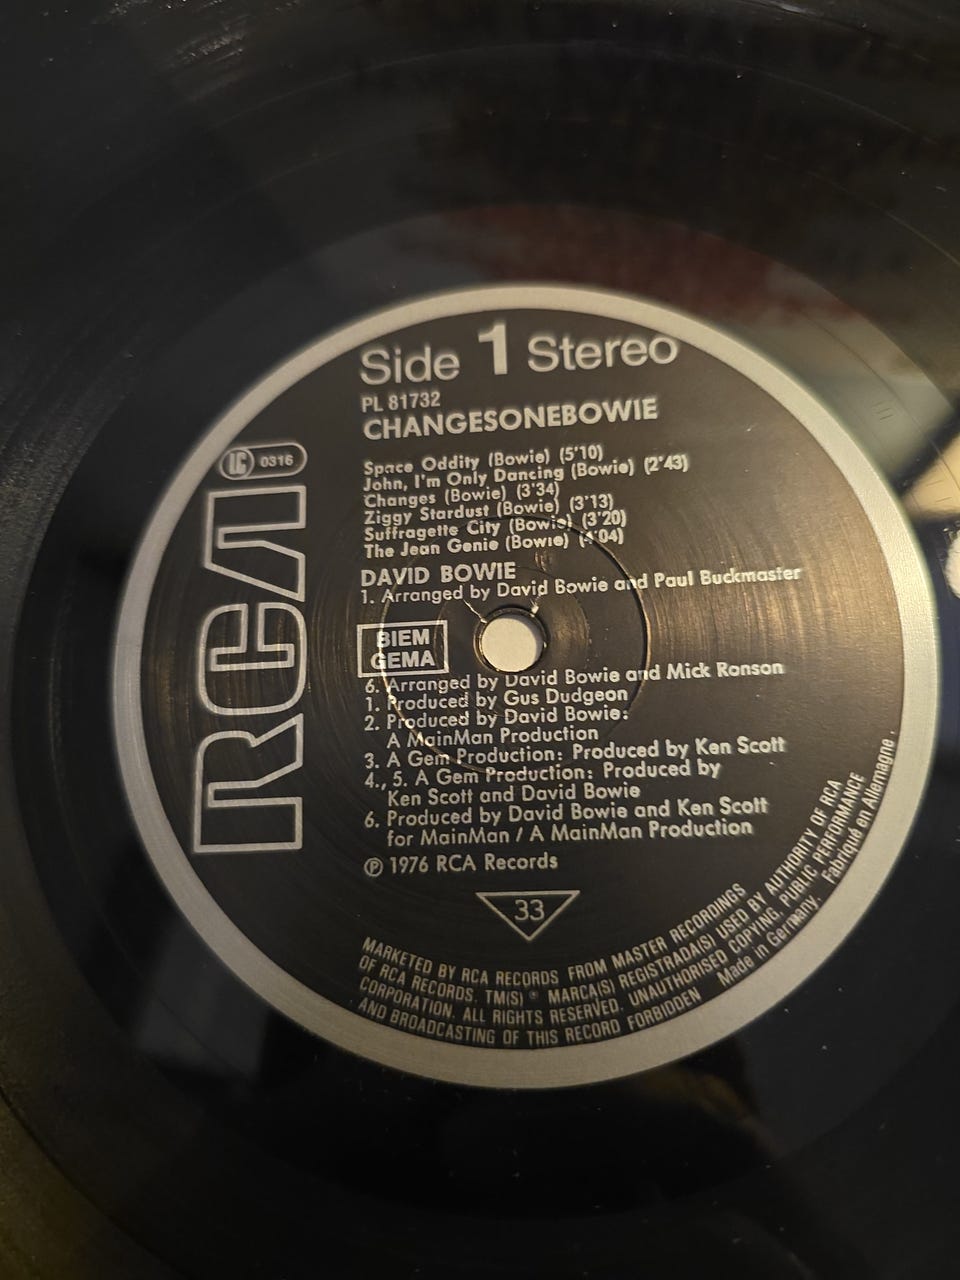 Side 1 Stereo
PL 81732
CHANGESONEBOWIE
LC 0316
RCA
Space Oddity (Bowie) (5'10)
John, I'm Only Dancing (Bowie) (2'43)
Changes (Bowie) (3'34)
Ziggy Stardust (Bowie) (3'13)
Suffragette City (Bowie) (3'20)
The Jean Genie (Bowie) (4'04)
DAVID BOWIE
1. Arranged by David Bowie and Paul Buckmaster
BIEM
GEMA
6. Arranged by David Bowie and Mick Ronson
1. Produced by Gus Dudgeon
2. Produced by David Bowie:
A MainMan Production
3. A Gem Production: Produced by Ken Scott
4., 5. A Gem Production: Produced by
Ken Scott and David Bowie
6. Produced by David Bowie and Ken Scott
for MainMan / A MainMan Production
℗ 1976 RCA Records
33
MARKETED BY RCA RECORDS FROM MASTER RECORDINGS
OF RCA RECORDS. TM(S) ® MARCA(S) REGISTRADA(S) USED BY AUTHORITY OF RCA
CORPORATION. ALL RIGHTS RESERVED. UNAUTHORISED COPYING, PUBLIC PERFORMANCE
AND BROADCASTING OF THIS RECORD FORBIDDEN Made in Germany. Fabriqué en Allemagne.